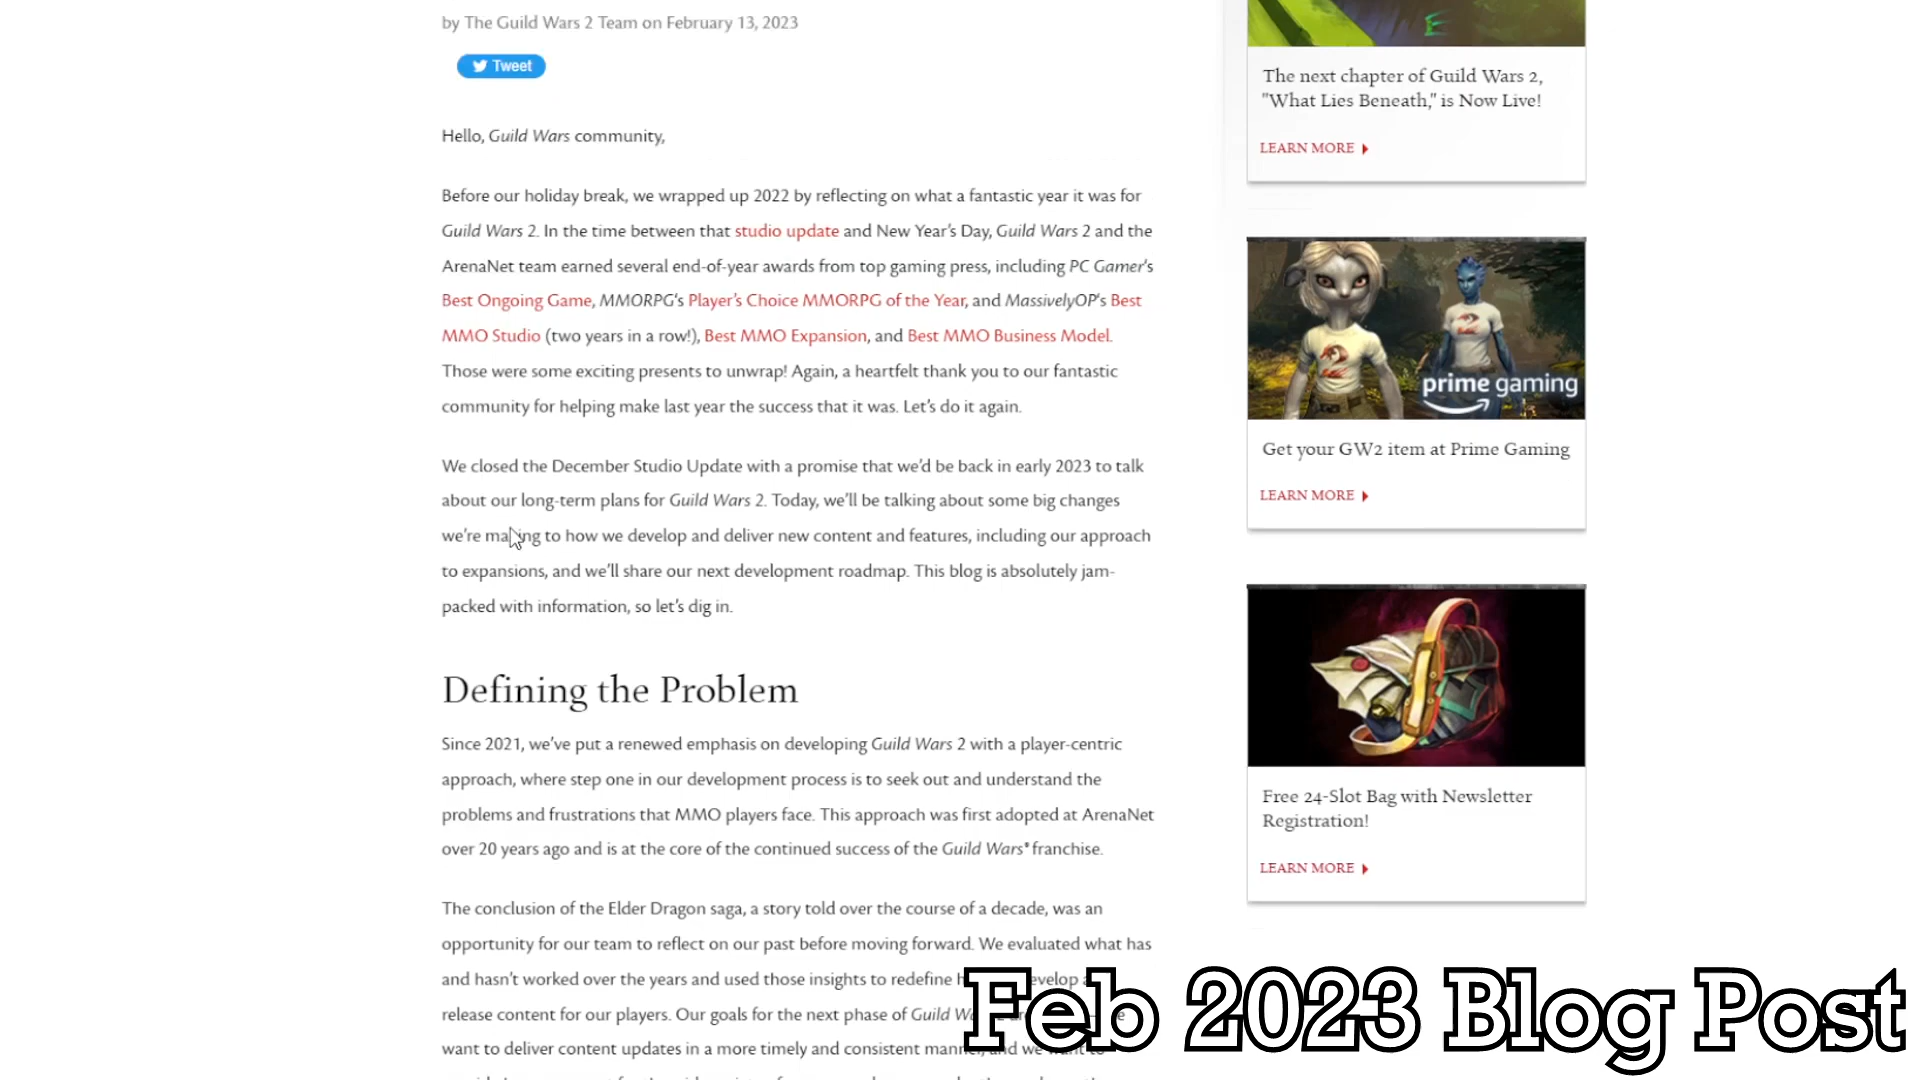 by The Guild Wars 2 Team on February 13, 2023
Tweet
Hello, Guild Wars community,
Before our holiday break, we wrapped up 2022 by reflecting on what a fantastic year it was for
Guild Wars 2. In the time between that studio update and New Year's Day, Guild Wars 2 and the
ArenaNet team earned several end-of-year awards from top gaming press, including PC Gamer's
Best Ongoing Game, MMORPG's Player's Choice MMORPG of the Year, and MassivelyOP's Best
MMO Studio (two years in a row!), Best MMO Expansion, and Best MMO Business Model.
Those were some exciting presents to unwrap! Again, a heartfelt thank you to our fantastic
community for helping make last year the success that it was. Let's do it again.
We closed the December Studio Update with a promise that we'd be back in early 2023 to talk
about our long-term plans for Guild Wars 2. Today, we'll be talking about some big changes
we're making to how we develop and deliver new content and features, including our approach
to expansions, and we'll share our next development roadmap. This blog is absolutely jam-
packed with information, so let's dig in.
Defining the Problem
Since 2021, we've put a renewed emphasis on developing Guild Wars 2 with a player-centric
approach, where step one in our development process is to seek out and understand the
problems and frustrations that MMO players face. This approach was first adopted at ArenaNet
over 20 years ago and is at the core of the continued success of the Guild Wars® franchise.
The conclusion of the Elder Dragon saga, a story told over the course of a decade, was an
opportunity for our team to reflect on our past before moving forward. We evaluated what has
and hasn't worked over the years and used those insights to redefine
release content for our players. Our goals for the next phase of Guild
want to deliver content updates in a more timely and consistent
The next chapter of Guild Wars 2,
"What Lies Beneath," is Now Live!
LEARN MORE
prime gaming
Get your GW2 item at Prime Gaming
LEARN MORE
Free 24-Slot Bag with Newsletter
Registration!
LEARN MORE
Feb 2023 Blog Post